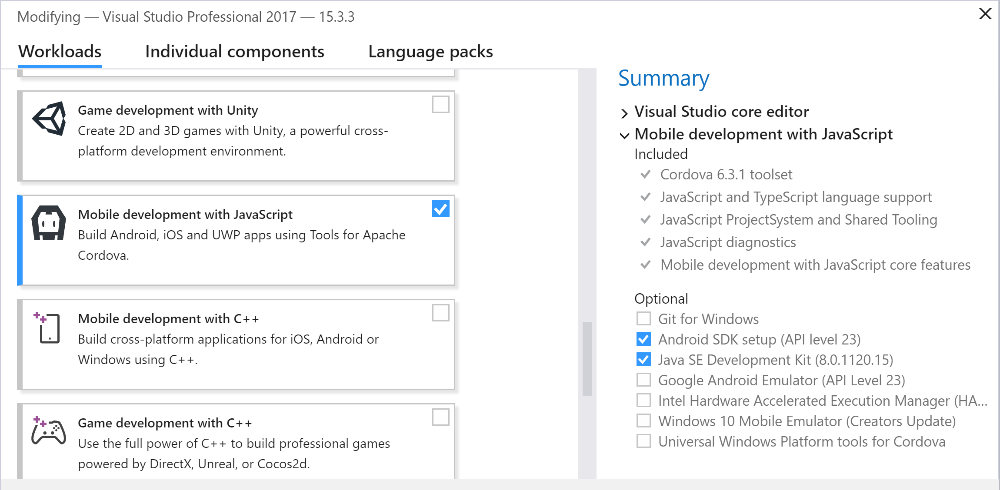 Modifying — Visual Studio Professional 2017 — 15.3.3
Workloads
Individual components
Language packs
Game development with Unity
Create 2D and 3D games with Unity, a powerful cross-
platform development environment.
Mobile development with JavaScript
Build Android, iOS and UWP apps using Tools for Apache
Cordova.
Mobile development with C++
Build cross-platform applications for iOS, Android or
Windows using C++.
Game development with C++
Use the full power of C++ to build professional games
powered by DirectX, Unreal, or Cocos2d.
Summary
Visual Studio core editor
Mobile development with JavaScript
Included
Cordova 6.3.1 toolset
JavaScript and TypeScript language support
JavaScript ProjectSystem and Shared Tooling
JavaScript diagnostics
Mobile development with JavaScript core features
Optional
Git for Windows
Android SDK setup (API level 23)
Java SE Development Kit (8.0.1120.15)
Google Android Emulator (API Level 23)
Intel Hardware Accelerated Execution Manager (HA...
Windows 10 Mobile Emulator (Creators Update)
Universal Windows Platform tools for Cordova